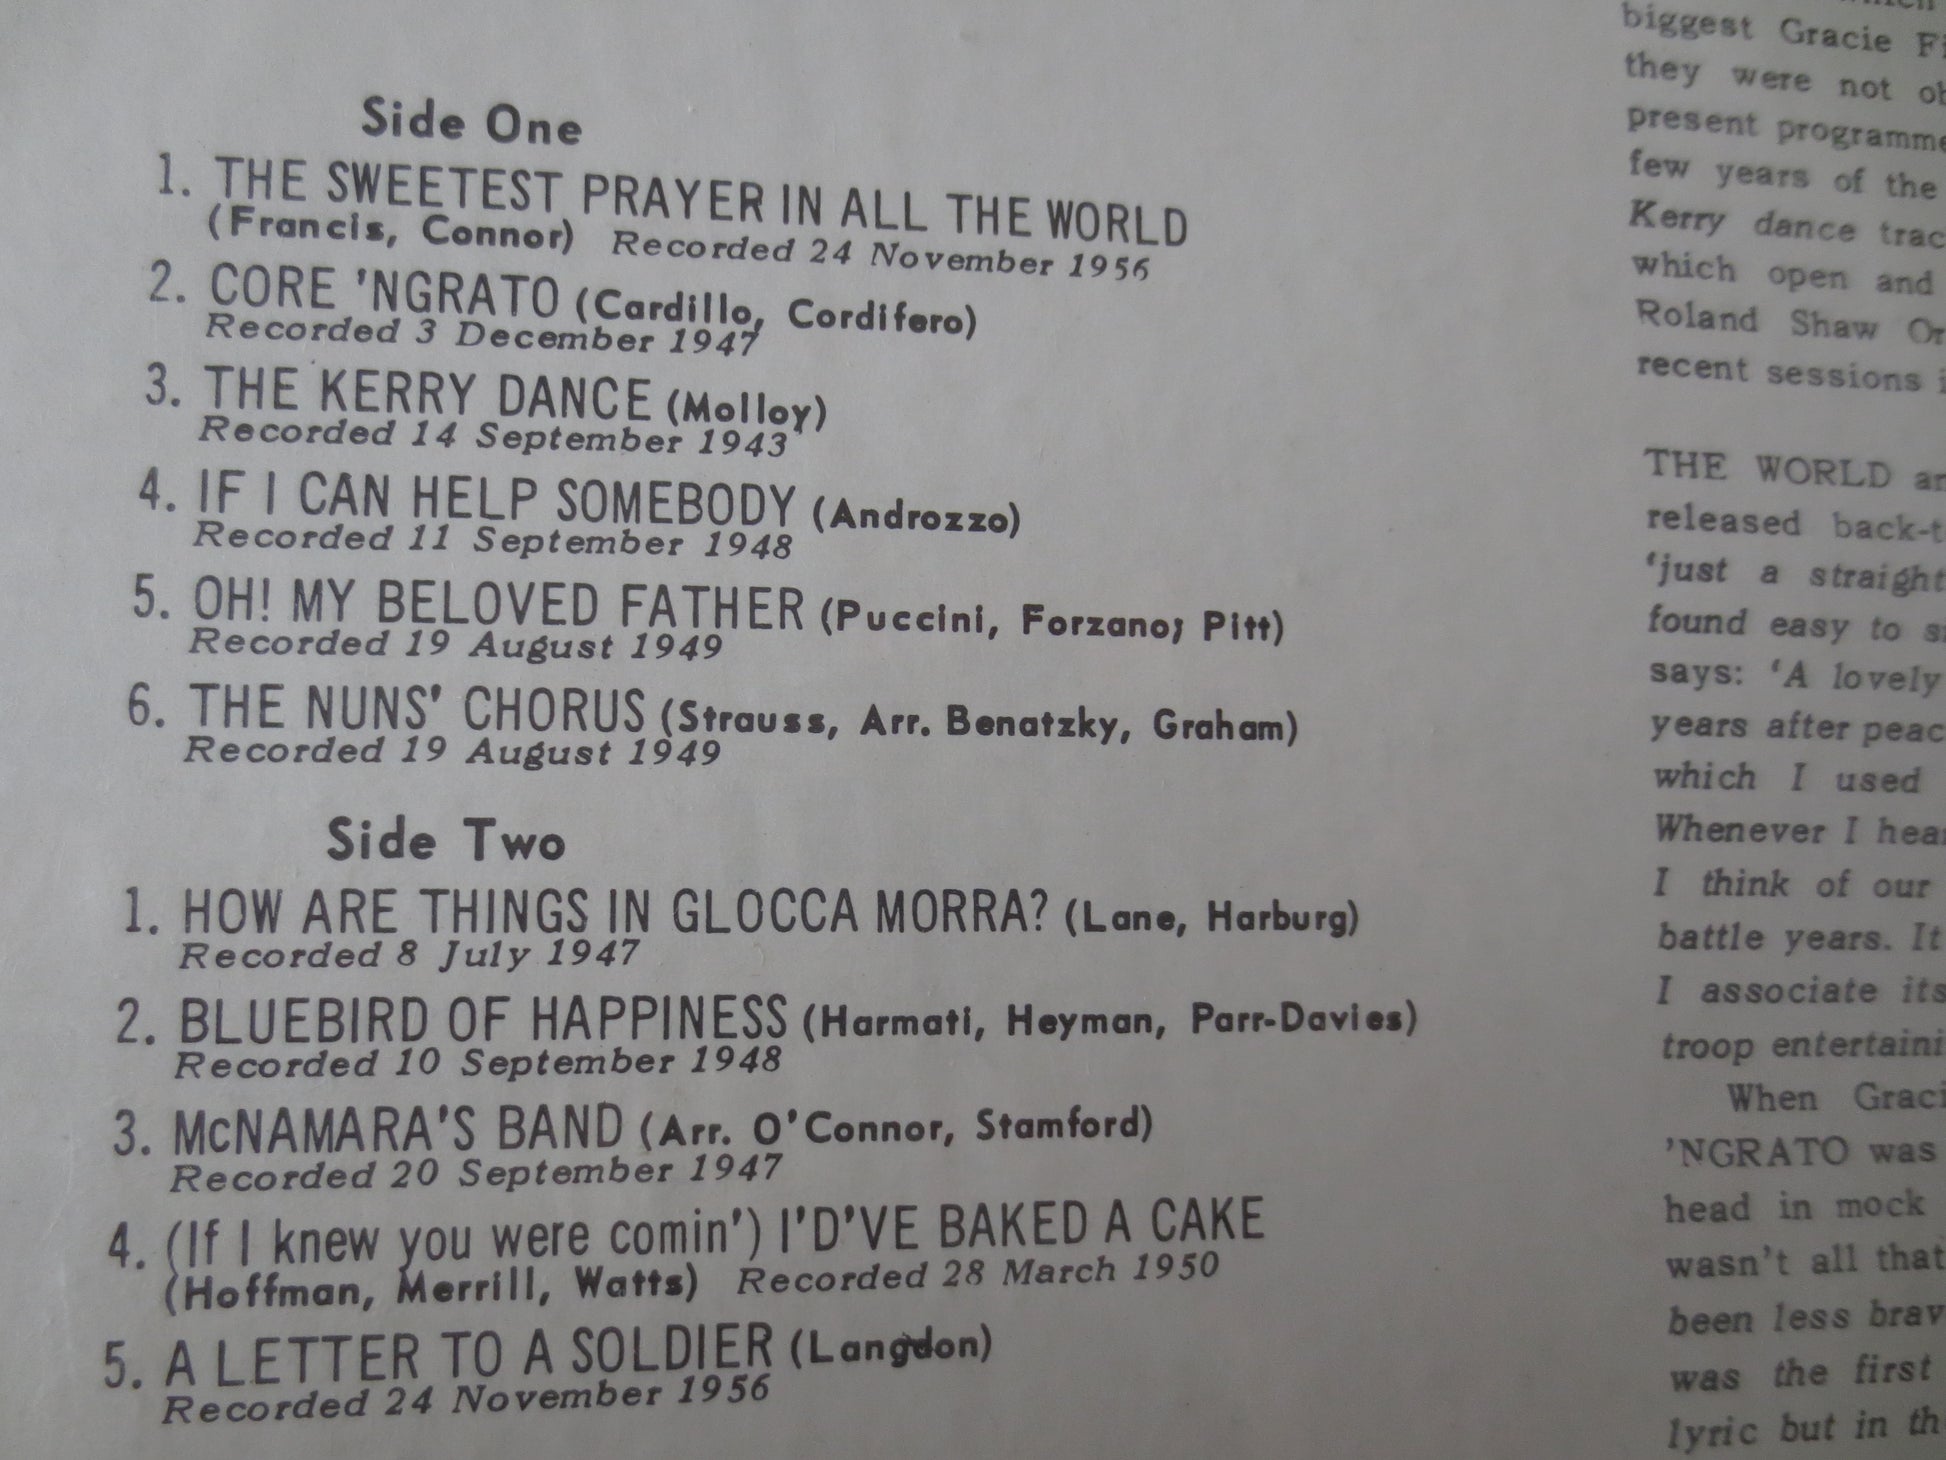 Side One
1. THE SWEETEST PRAYER IN ALL THE WORLD
(Francis, Connor) Recorded 24 November 1956
2. CORE 'NGRATO (Cardillo, Cordifero)
Recorded 3 December 1947
3. THE KERRY DANCE (Molloy)
Recorded 14 September 1943
4. IF I CAN HELP SOMEBODY (Androzzo)
Recorded 11 September 1948
5. OH! MY BELOVED FATHER (Puccini, Forzano; Pitt)
Recorded 19 August 1949
6. THE NUNS' CHORUS (Strauss, Arr. Benatzky, Graham)
Recorded 19 August 1949
Side Two
1. HOW ARE THINGS IN GLOCCA MORRA? (Lane, Harburg)
Recorded 8 July 1947
2. BLUEBIRD OF HAPPINESS (Harmati, Heyman, Parr-Davies)
Recorded 10 September 1948
3. McNAMARA'S BAND (Arr. O'Connor, Stamford)
Recorded 20 September 1947
4. (If I knew you were comin') I'D'VE BAKED A CAKE
(Hoffman, Merrill, Watts) Recorded 28 March 1950
5. A LETTER TO A SOLDIER (Langdon)
Recorded 24 November 1956
biggest Gracie
they were not
present programme
few years of the
Kerry dance
which open and
Roland Shaw
recent sessions
THE WORLD
released
'just a
found easy to
says: 'A lovely
years after
which I used
Whenever I
I think of our
battle years. It
I associate
troop
When
'NGRATO was
head in mock
wasn't all that
been less
was the first
lyric but in